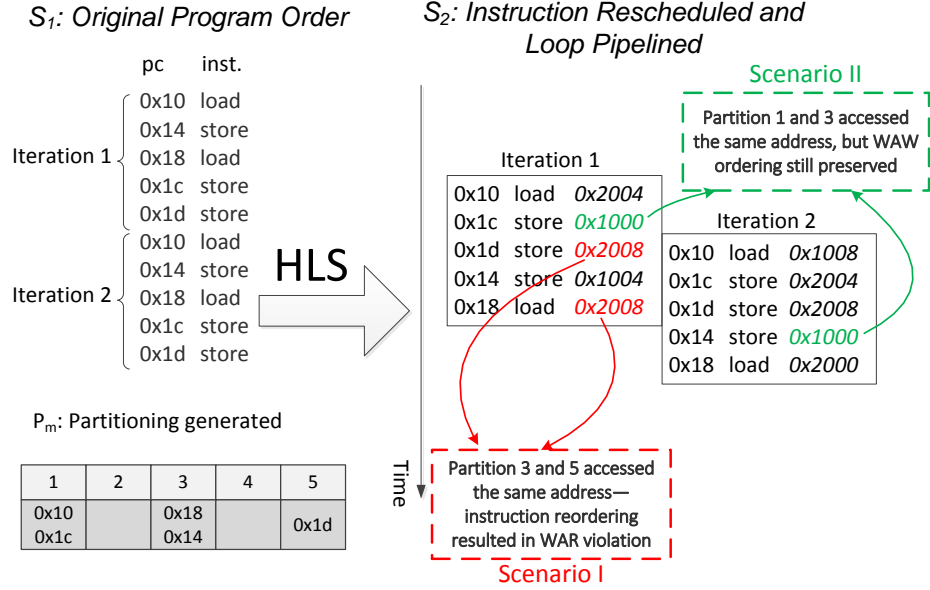 S1: Original Program Order
pc inst.
Iteration 1
0x10 load
0x14 store
0x18 load
0x1c store
0x1d store
Iteration 2
0x10 load
0x14 store
0x18 load
0x1c store
0x1d store
HLS
Pm: Partitioning generated
1 2 3 4 5
0x10 0x18 0x1d
0x1c 0x14
S2: Instruction Rescheduled and
Loop Pipelined
Scenario II
Partition 1 and 3 accessed
the same address, but WAW
ordering still preserved
Iteration 1
0x10 load 0x2004
0x1c store 0x1000
0x1d store 0x2008
0x14 store 0x1004
0x18 load 0x2008
Iteration 2
0x10 load 0x1008
0x1c store 0x2004
0x1d store 0x2008
0x14 store 0x1000
0x18 load 0x2000
Time
Partition 3 and 5 accessed
the same address—
instruction reordering
resulted in WAR violation
Scenario I